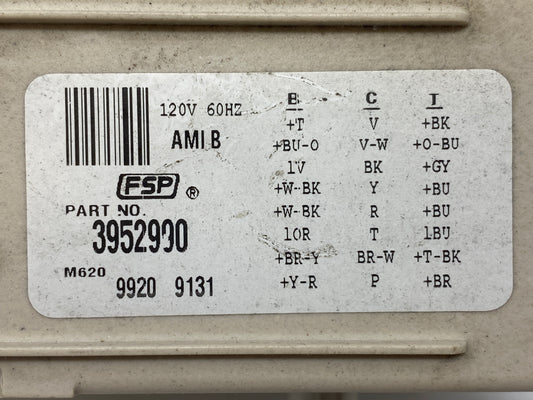 120V 60HZ
AMI B
FSP ®
PART NO.
3952900
M620
9920 9131
B C T
+T V +BK
+BU-O V-W +O-BU
1V BK +GY
+W-BK Y +BU
+W-BK R +BU
1OR T 1BU
+BR-Y BR-W +T-BK
+Y-R P +BR